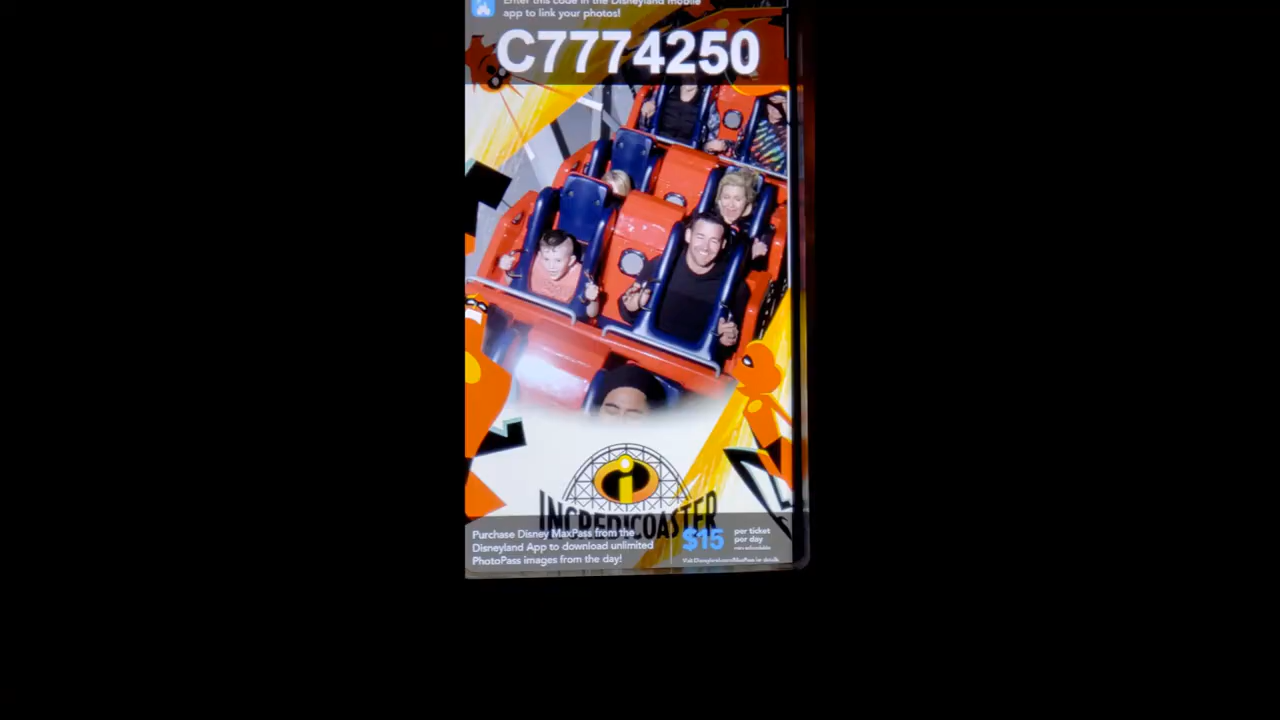 Enter this code in the Disneyland mobile
app to link your photos!
C7774250
INCREDICOASTER
Purchase Disney MaxPass from the
Disneyland App to download unlimited
PhotoPass images from the day!
$15
per ticket
per day